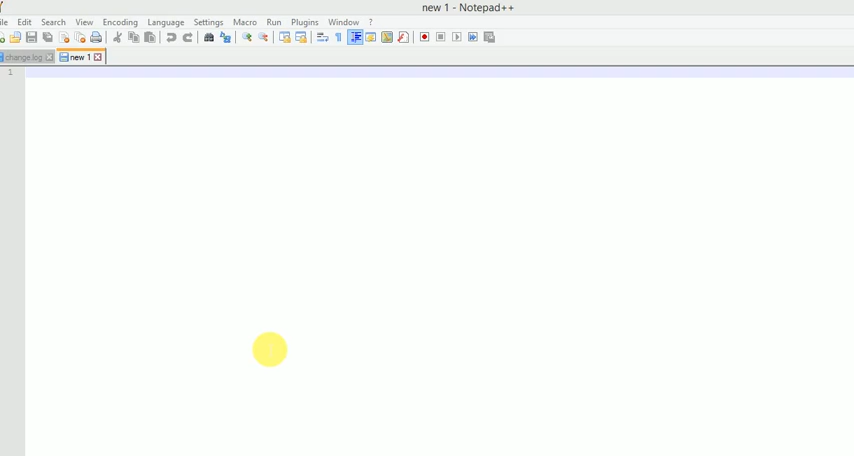 new 1 - Notepad++
ile Edit Search View Encoding Language Settings Macro Run Plugins Window ?
change.log new 1
1